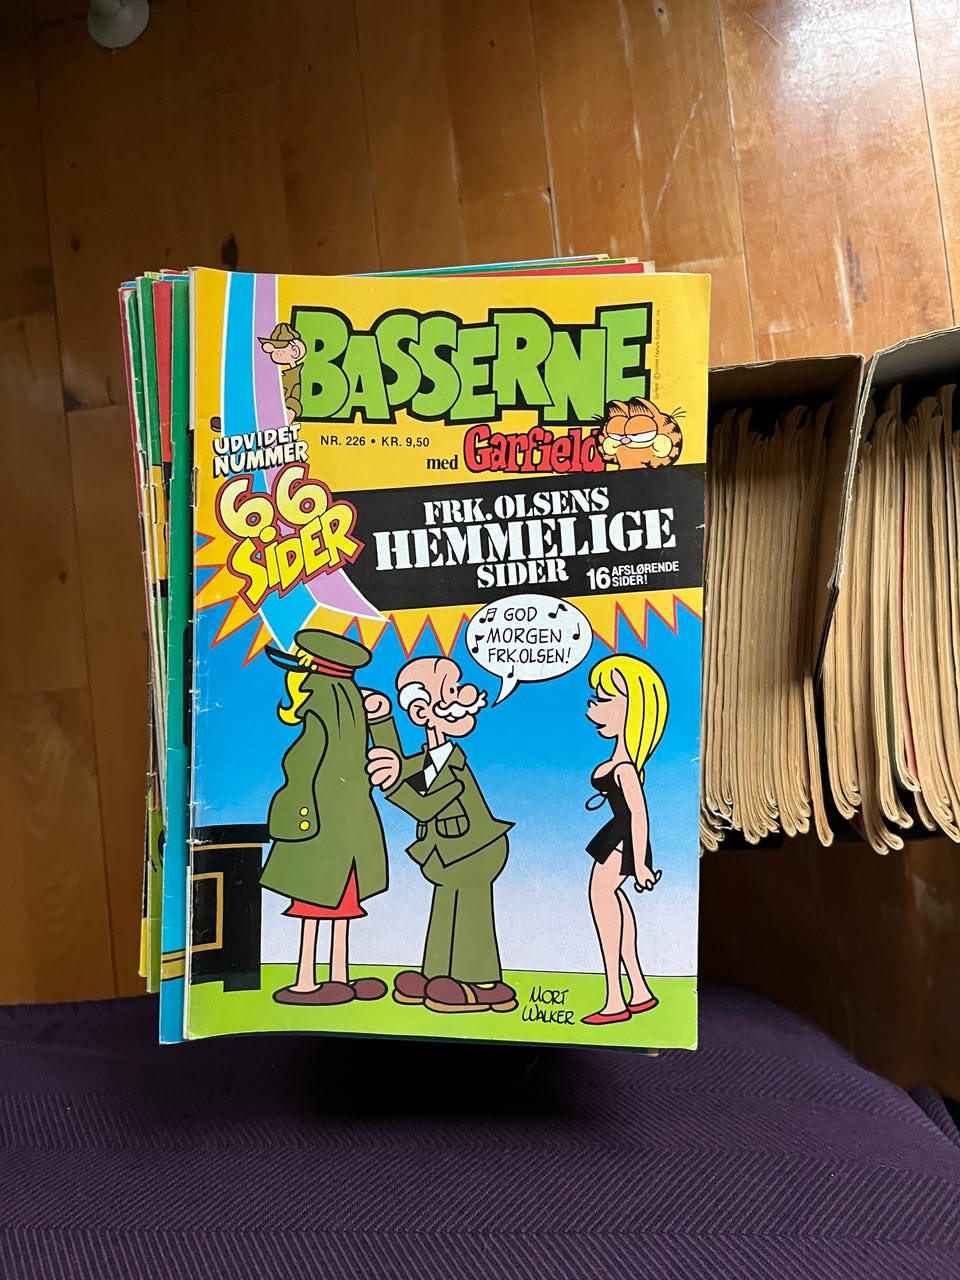 BASSERNE
UDVIDET
NUMMER
NR. 226 • KR. 9,50
med Garfield
66
SIDER
FRK. OLSENS
HEMMELIGE
SIDER
16 AFSLØRENDE
SIDER!
GOD
MORGEN
FRK. OLSEN!
MORT
WALKER